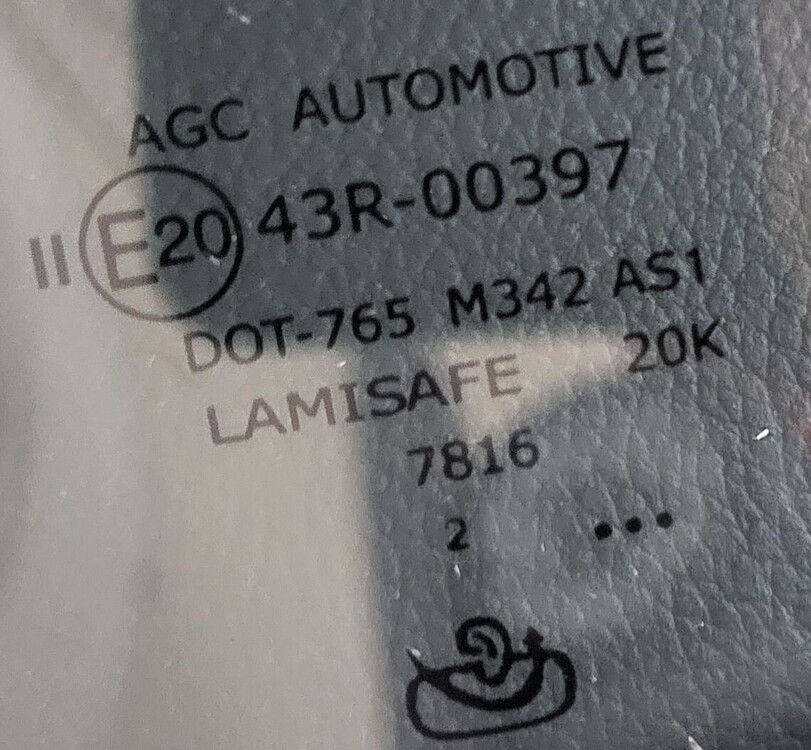 AGC AUTOMOTIVE
II E20 43R-00397
DOT-765 M342 AS1
LAMISAFE 20K
7816
2 •••